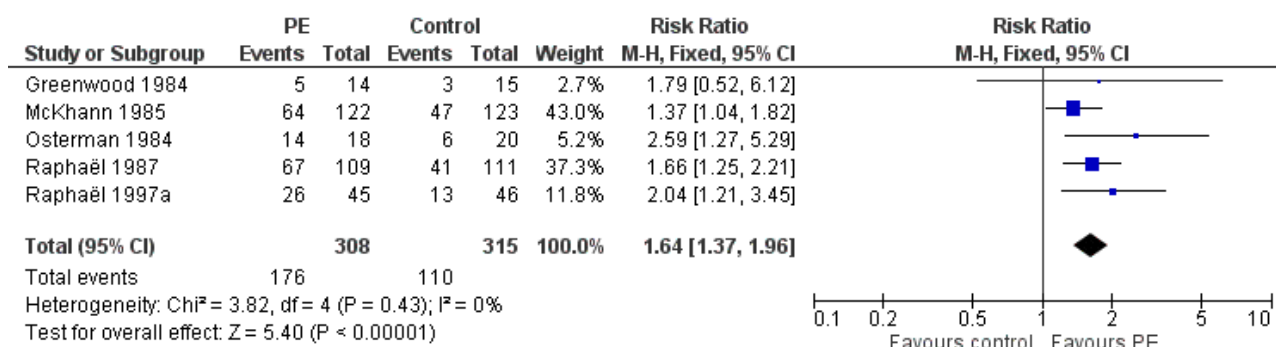 PE Control Risk Ratio Risk Ratio
Study or Subgroup Events Total Events Total Weight M-H, Fixed, 95% CI M-H, Fixed, 95% CI
Greenwood 1984 5 14 3 15 2.7% 1.79 [0.52, 6.12]
McKhann 1985 64 122 47 123 43.0% 1.37 [1.04, 1.82]
Osterman 1984 14 18 6 20 5.2% 2.59 [1.27, 5.29]
Raphaël 1987 67 109 41 111 37.3% 1.66 [1.25, 2.21]
Raphaël 1997a 26 45 13 46 11.8% 2.04 [1.21, 3.45]
Total (95% CI) 308 315 100.0% 1.64 [1.37, 1.96]
Total events 176 110
Heterogeneity: Chi² = 3.82, df = 4 (P = 0.43); I² = 0%
Test for overall effect: Z = 5.40 (P < 0.00001)
0.1 0.2 0.5 1 2 5 10
Favours control Favours PE